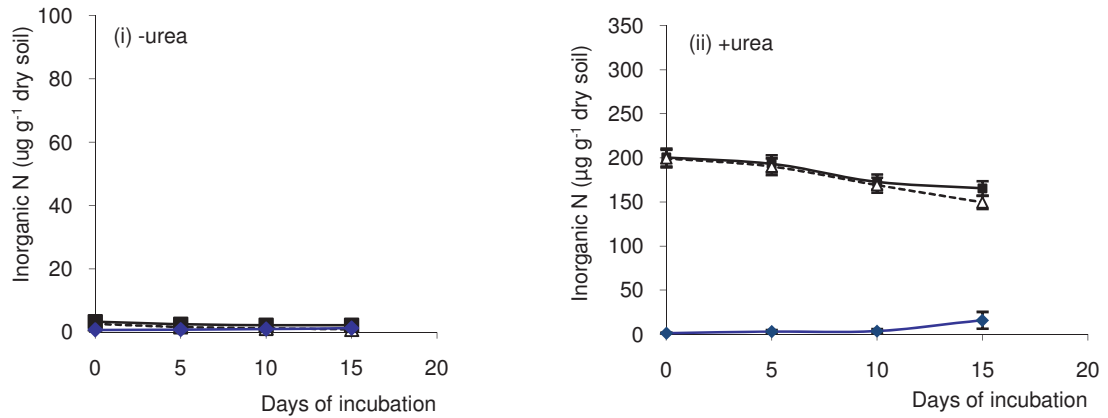 (i) -urea
Inorganic N (ug g-1 dry soil)
100
80
60
40
20
0
0 5 10 15 20
Days of incubation
(ii) +urea
Inorganic N (µg g-1 dry soil)
350
300
250
200
150
100
50
0
0 5 10 15 20
Days of incubation